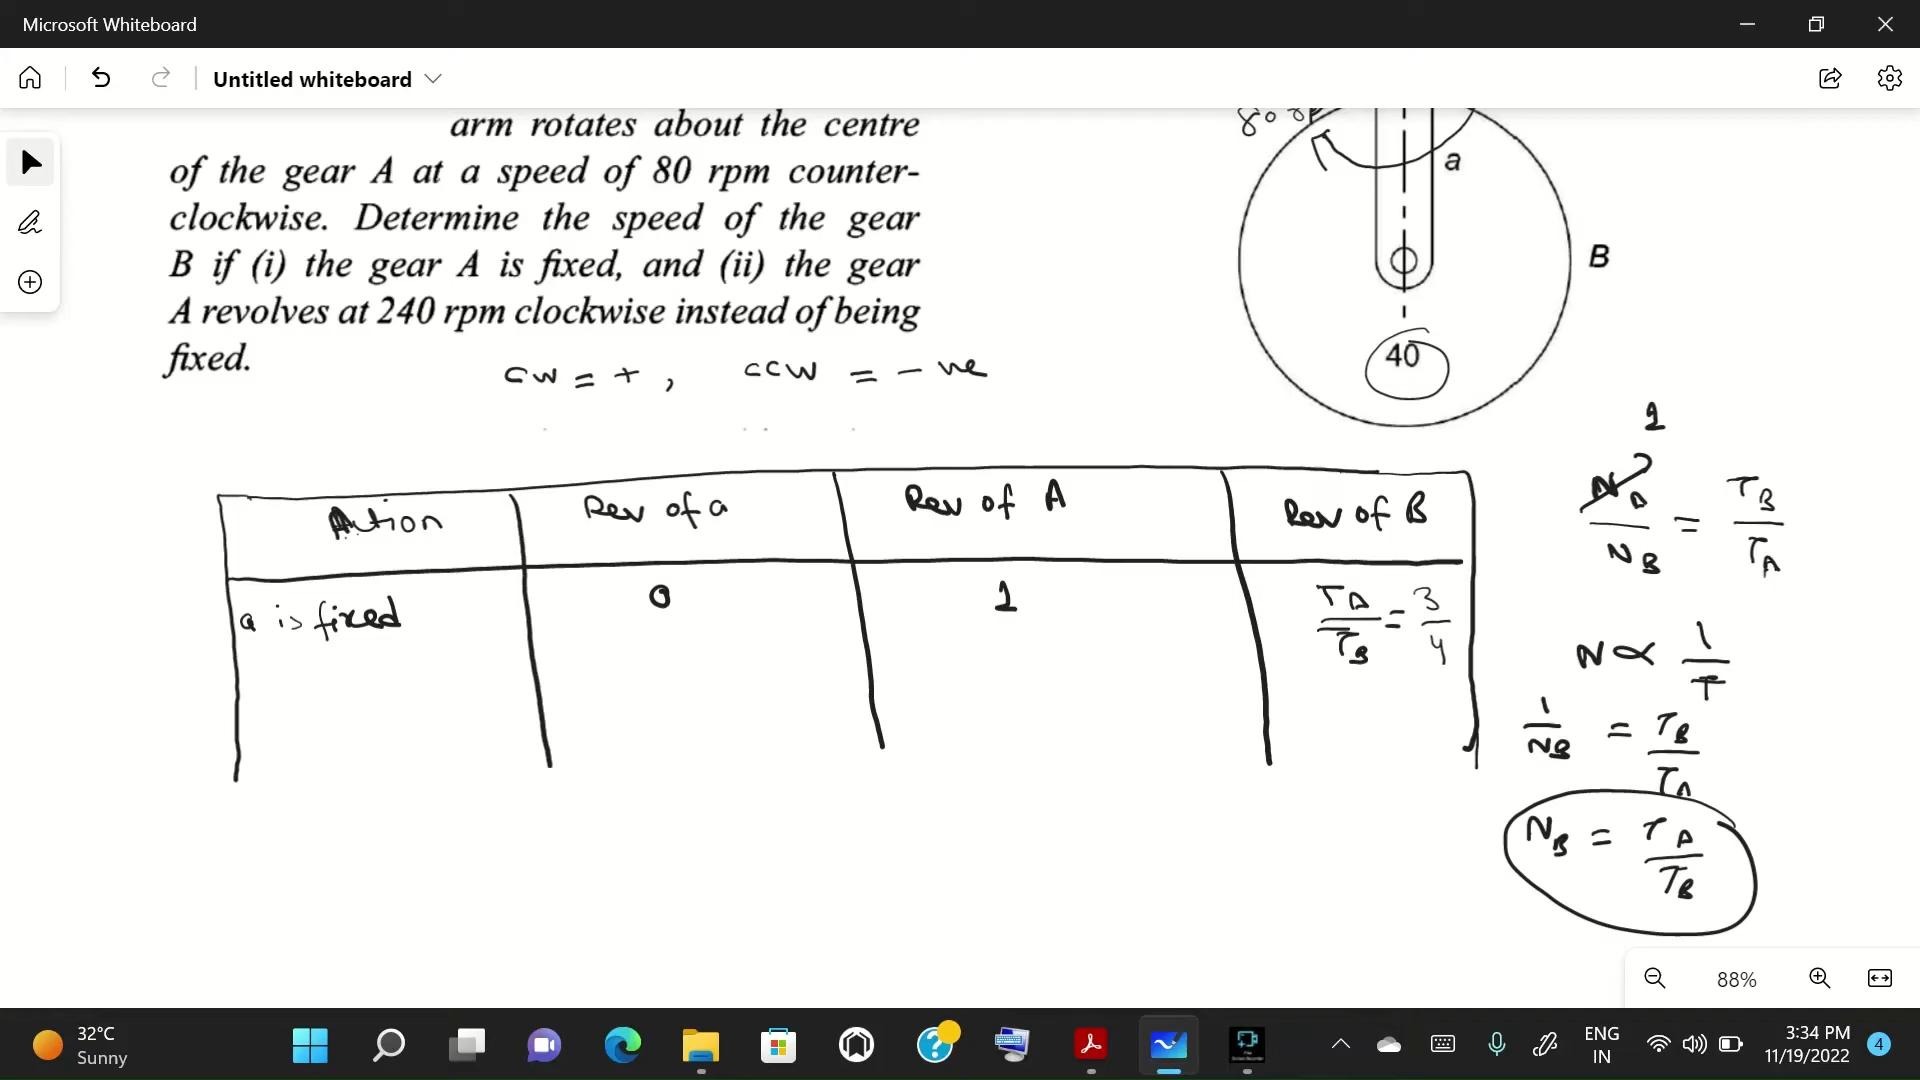 Microsoft Whiteboard
Untitled whiteboard
arm rotates about the centre
of the gear A at a speed of 80 rpm counter-
clockwise. Determine the speed of the gear
B if (i) the gear A is fixed, and (ii) the gear
A revolves at 240 rpm clockwise instead of being
fixed.
CW = + , CCW = - ve
a
B
40
Action Rev of a Rev of A Rev of B
a is fixed 0 1 TA/TB = 3/4
1
NA/NB = TB/TA
N ∝ 1/T
1/NB = TB/TA
NB = TA/TB
88%
32°C
Sunny
ENG
IN
3:34 PM
11/19/2022
4